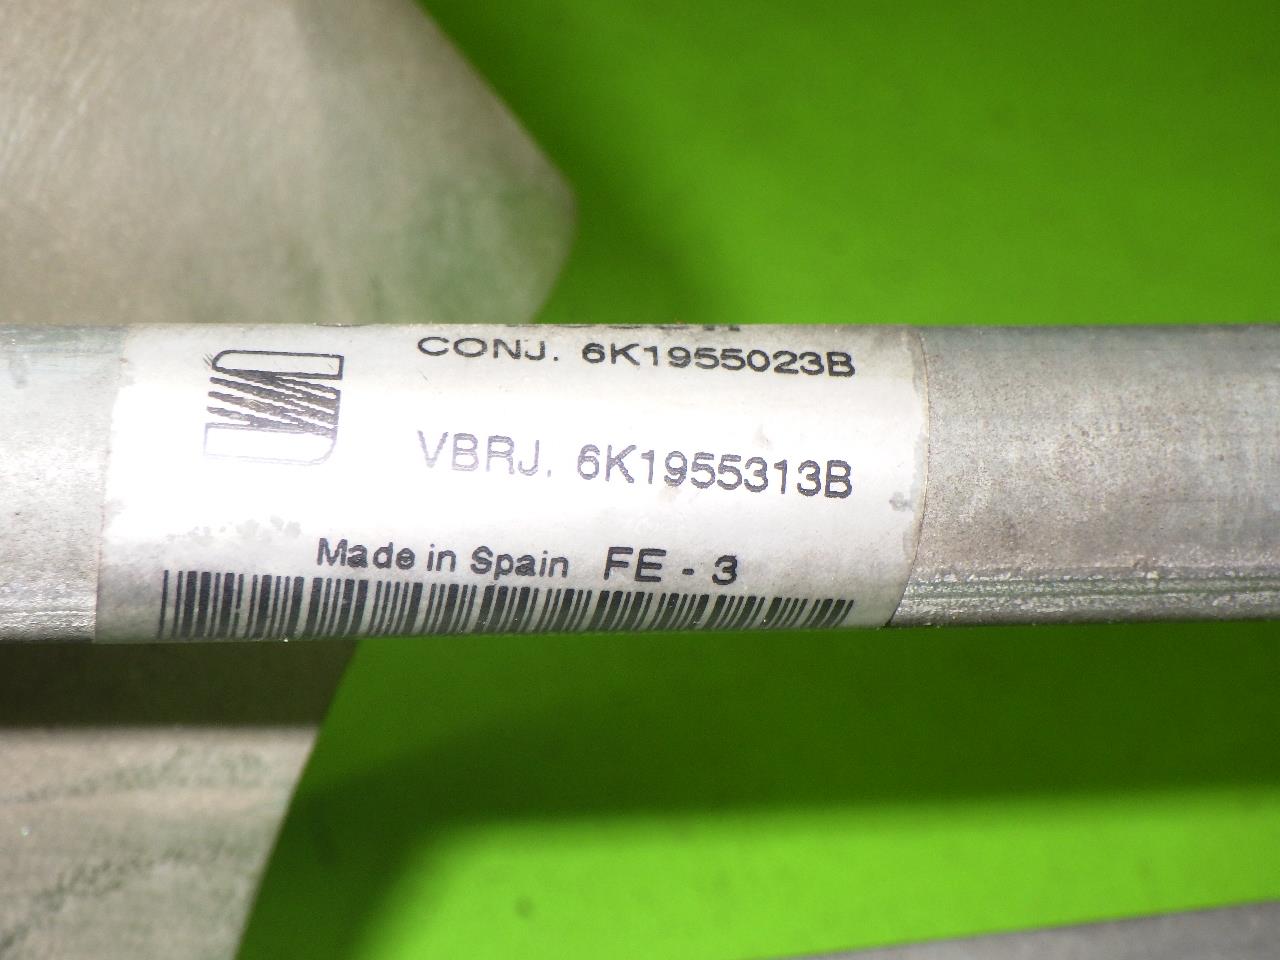 CONJ. 6K1955023B
VBRJ. 6K1955313B
Made in Spain FE - 3